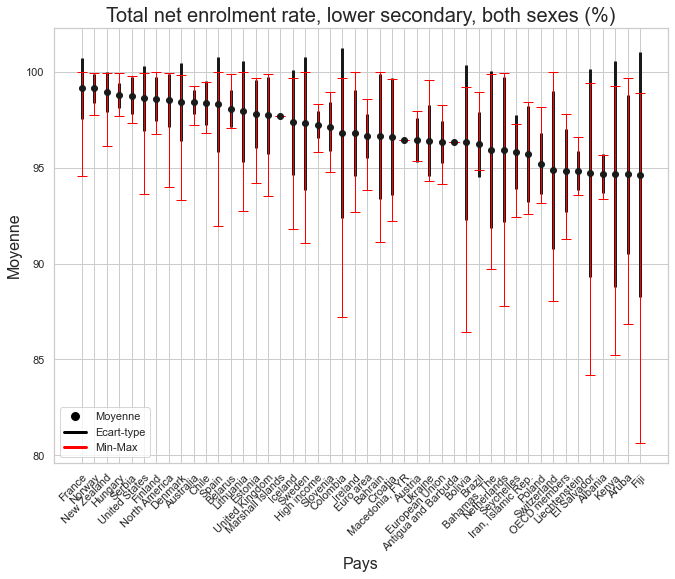 Total net enrolment rate, lower secondary, both sexes (%)
Moyenne
100
95
90
85
80
Moyenne
Ecart-type
Min-Max
France
Norway
New Zealand
Hungary
Serbia
United States
Finland
North America
Denmark
Australia
Chile
Spain
Belarus
Lithuania
Estonia
United Kingdom
Marshall Islands
Iceland
Sweden
High income
Slovenia
Colombia
Ireland
Euro area
Bahrain
Croatia
Macedonia, FYR
Austria
Ukraine
European Union
Antigua and Barbuda
Bolivia
Brazil
Bahamas, The
Netherlands
Seychelles
Iran, Islamic Rep.
Poland
Switzerland
OECD members
Liechtenstein
El Salvador
Albania
Kenya
Aruba
Fiji
Pays